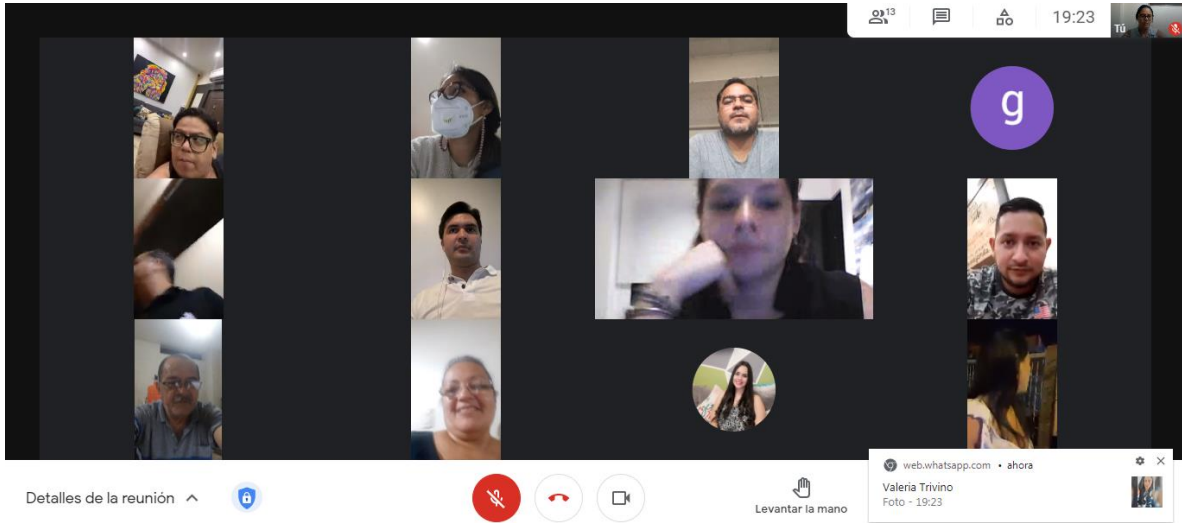 13
19:23
Tú
g
Detalles de la reunión
Levantar la mano
web.whatsapp.com • ahora
Valeria Trivino
Foto - 19:23